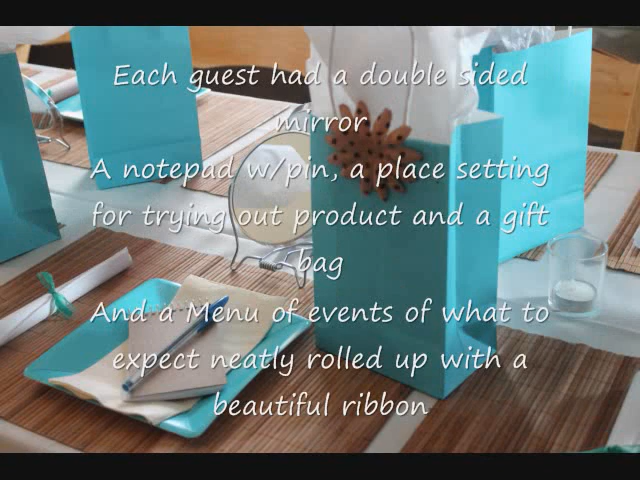 Each guest had a double sided
mirror
A notepad w/pin, a place setting
for trying out product and a gift
bag
And a Menu of events of what to
expect neatly rolled up with a
beautiful ribbon